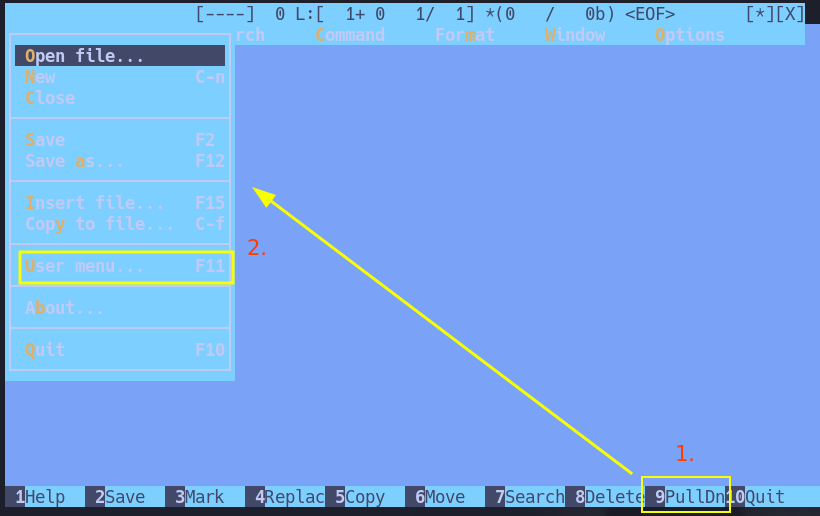 [----]  0 L:[  1+ 0   1/  1] *(0   /   0b) <EOF>       [*][X]
rch     Command     Format     Window     Options
Open file...
New              C-n
Close
Save             F2
Save as...       F12
Insert file...   F15
Copy to file...  C-f
2.
User menu...     F11
About...
Quit             F10
1.
1Help  2Save  3Mark  4Replac 5Copy  6Move  7Search 8Delete 9PullDn 10Quit